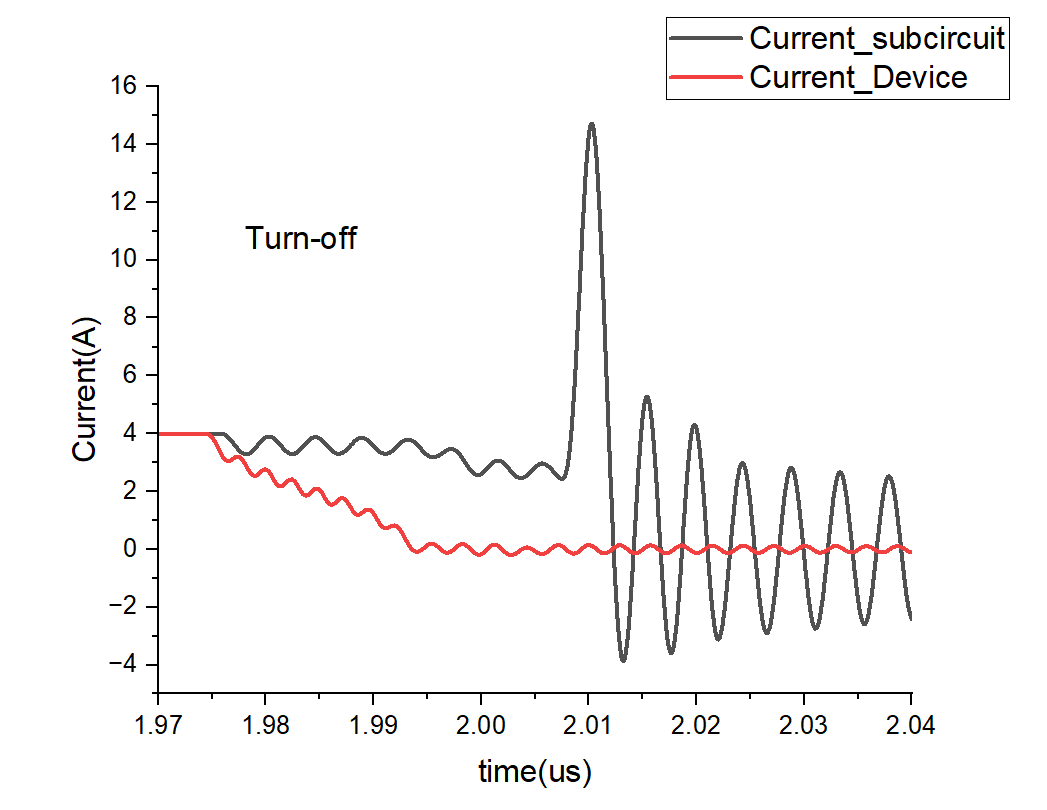 Current_subcircuit
Current_Device
16
14
12
10
8
6
4
2
0
−2
−4
Turn-off
Current(A)
1.97 1.98 1.99 2.00 2.01 2.02 2.03 2.04
time(us)